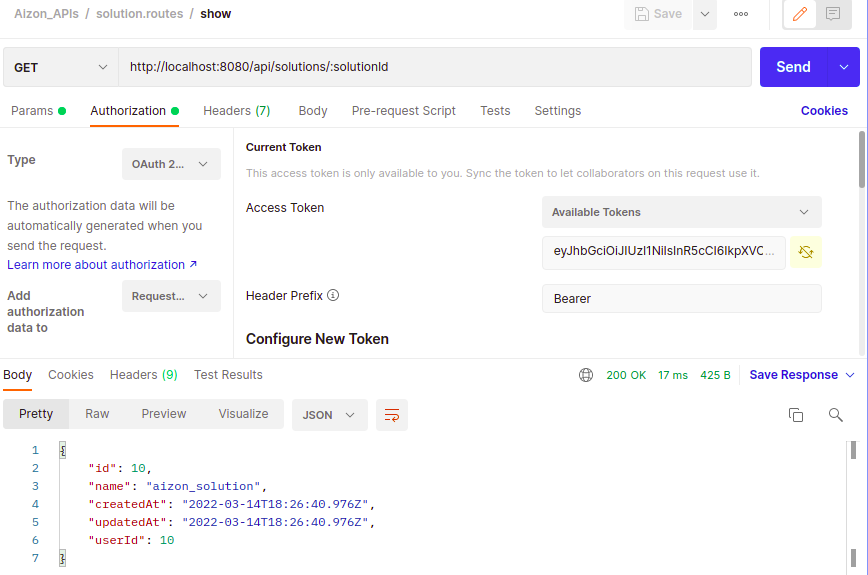 Aizon_APIs / solution.routes / show
Save
GET http://localhost:8080/api/solutions/:solutionId Send
Params Authorization Headers (7) Body Pre-request Script Tests Settings Cookies
Type OAuth 2...
The authorization data will be
automatically generated when you
send the request.
Learn more about authorization ↗
Add
authorization
data to
Request...
Current Token
This access token is only available to you. Sync the token to let collaborators on this request use it.
Access Token Available Tokens
eyJhbGciOiJIUzI1NiIsInR5cCI6IkpXVC...
Header Prefix Bearer
Configure New Token
Body Cookies Headers (9) Test Results 200 OK 17 ms 425 B Save Response
Pretty Raw Preview Visualize JSON
1 {
2 "id": 10,
3 "name": "aizon_solution",
4 "createdAt": "2022-03-14T18:26:40.976Z",
5 "updatedAt": "2022-03-14T18:26:40.976Z",
6 "userId": 10
7 }